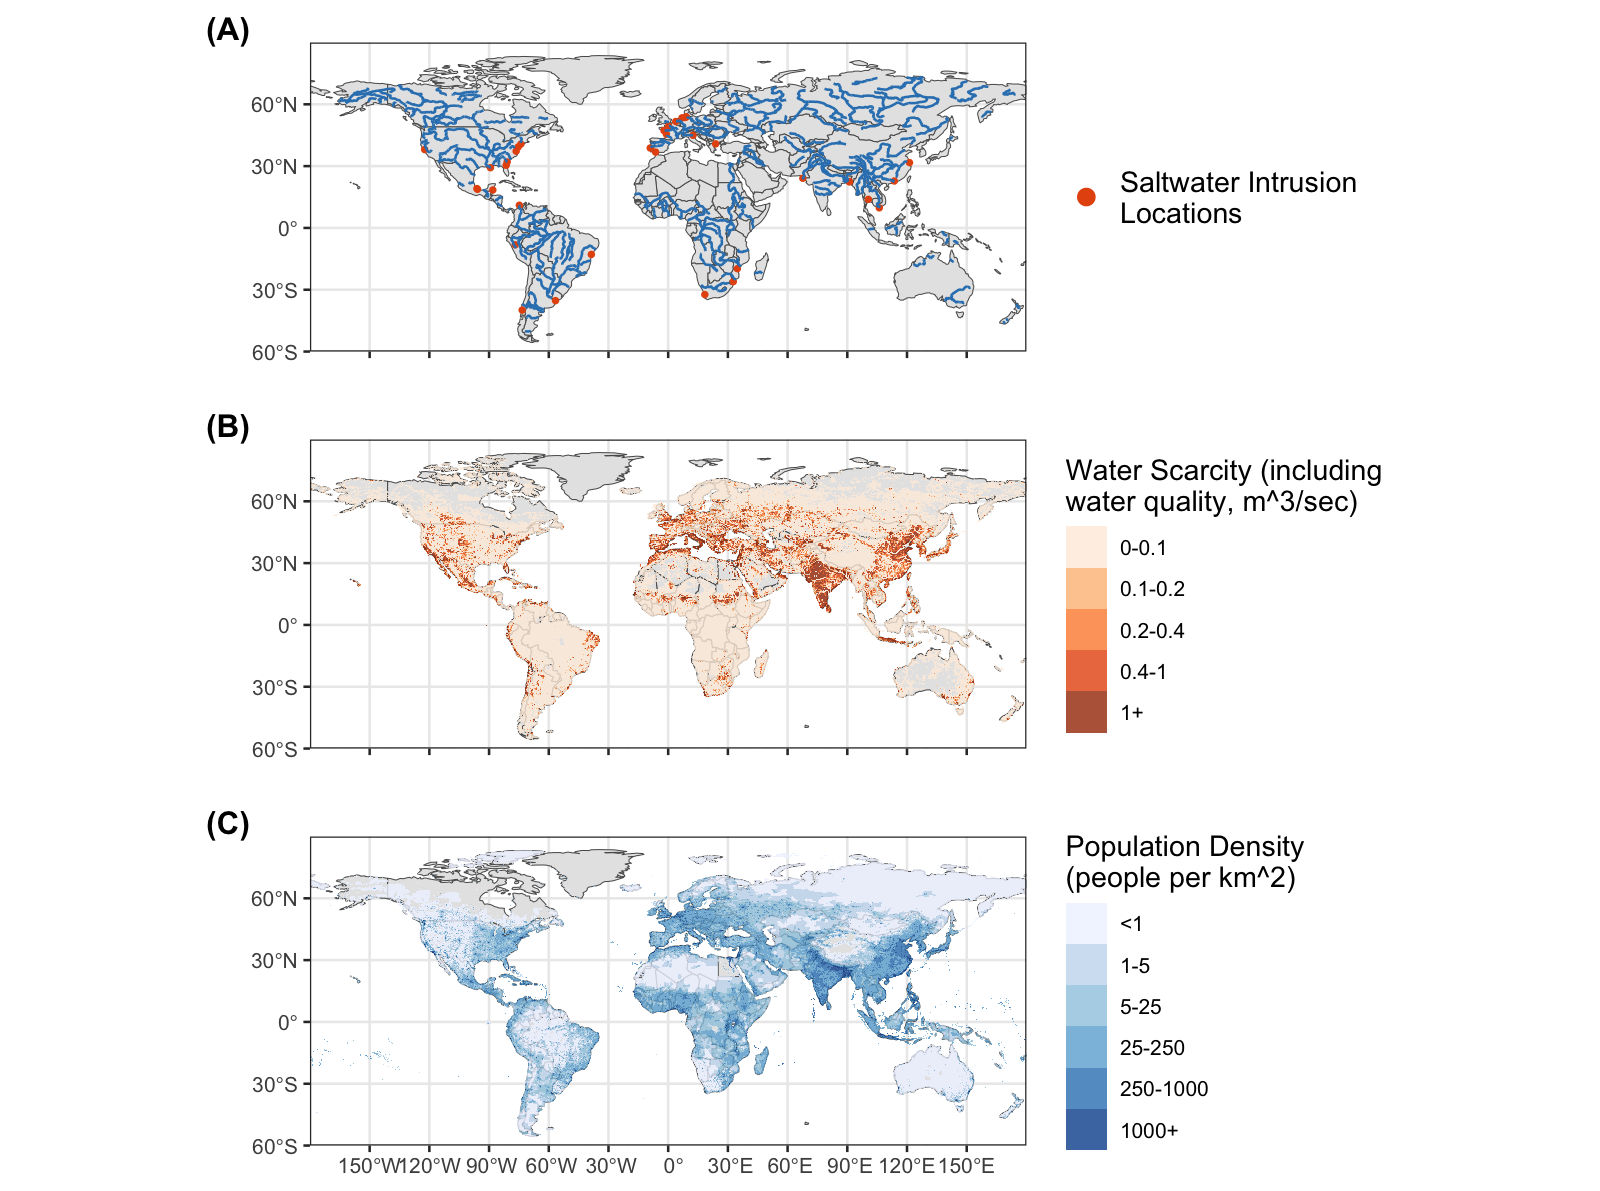 (A)
60°N
30°N
0°
30°S
60°S
Saltwater Intrusion
Locations
(B)
60°N
30°N
0°
30°S
60°S
Water Scarcity (including
water quality, m^3/sec)
0-0.1
0.1-0.2
0.2-0.4
0.4-1
1+
(C)
60°N
30°N
0°
30°S
60°S
150°W 120°W 90°W 60°W 30°W 0° 30°E 60°E 90°E 120°E 150°E
Population Density
(people per km^2)
<1
1-5
5-25
25-250
250-1000
1000+